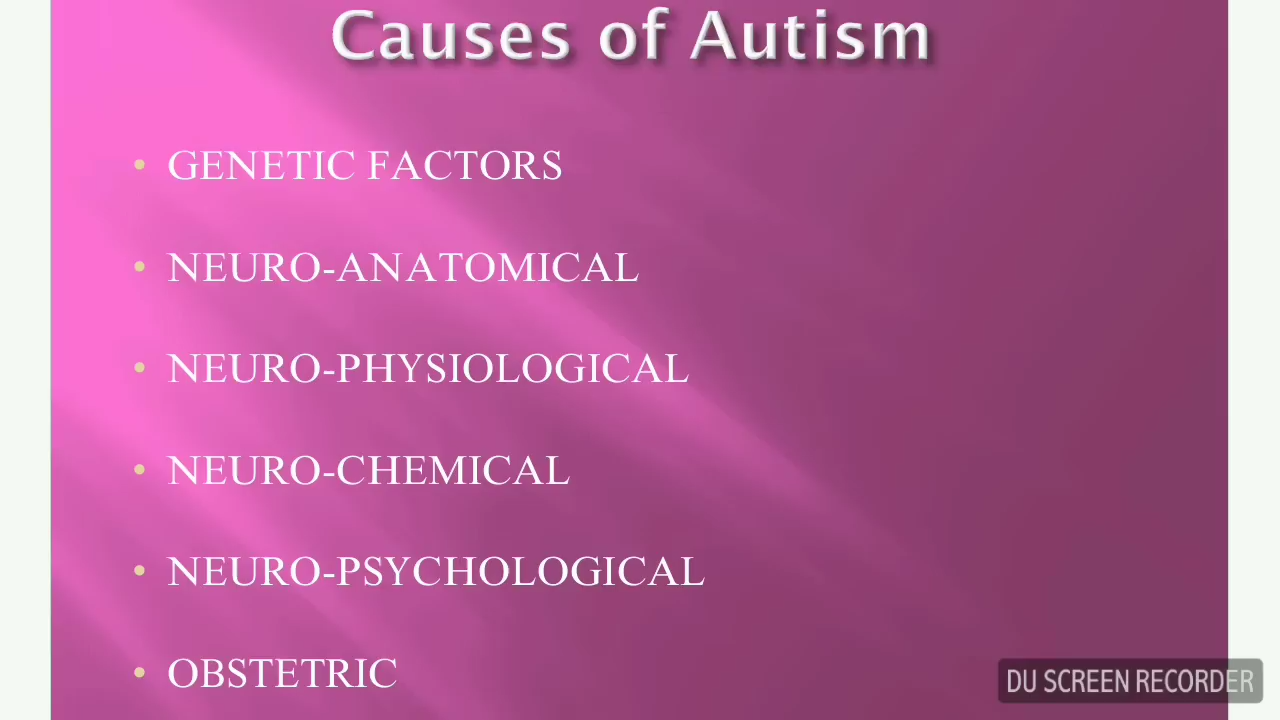 Causes of Autism
• GENETIC FACTORS
• NEURO-ANATOMICAL
• NEURO-PHYSIOLOGICAL
• NEURO-CHEMICAL
• NEURO-PSYCHOLOGICAL
• OBSTETRIC
DU SCREEN RECORDER